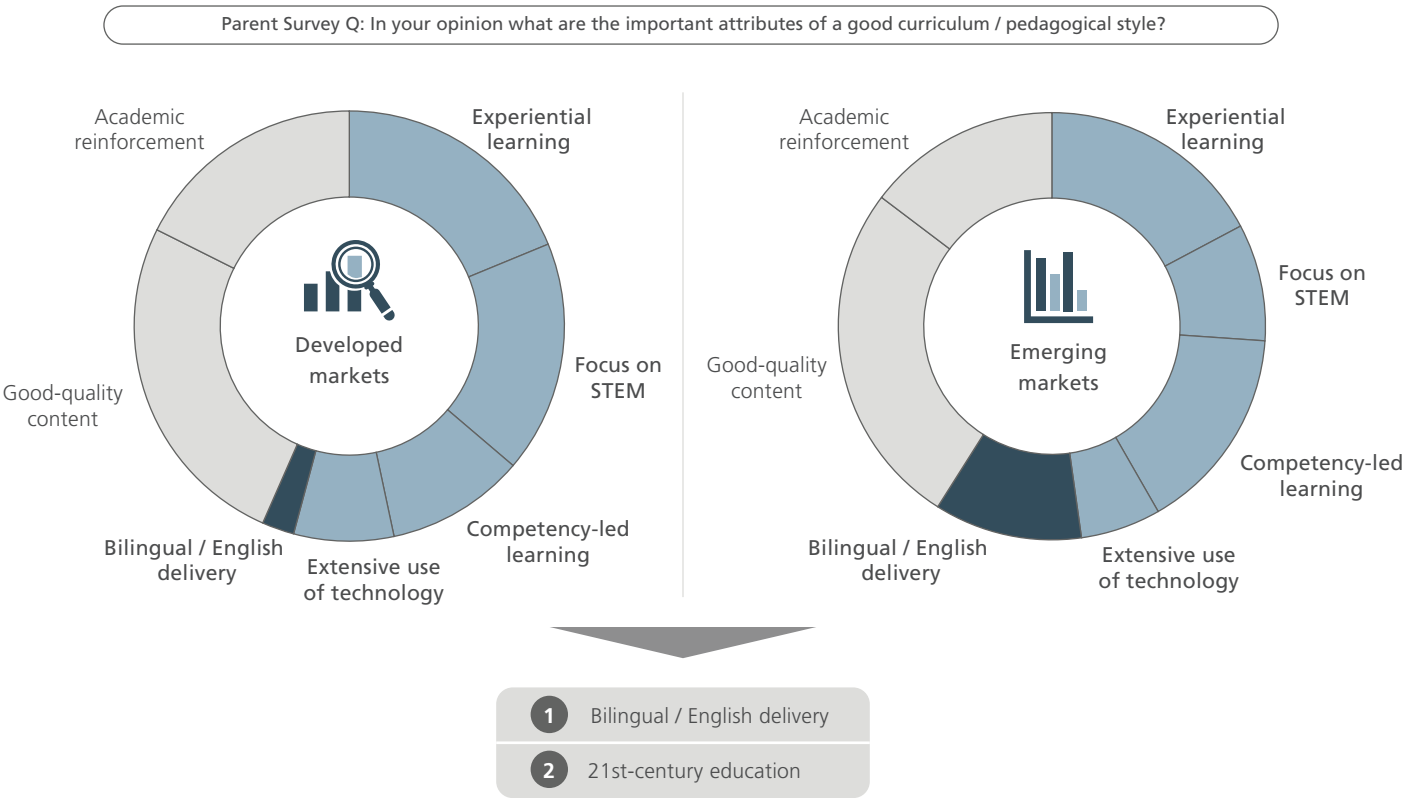 Parent Survey Q: In your opinion what are the important attributes of a good curriculum / pedagogical style?
Academic
reinforcement
Experiential
learning
Developed
markets
Focus on
STEM
Good-quality
content
Competency-led
learning
Bilingual / English
delivery
Extensive use
of technology
Academic
reinforcement
Experiential
learning
Focus on
STEM
Emerging
markets
Good-quality
content
Competency-led
learning
Bilingual / English
delivery
Extensive use
of technology
1 Bilingual / English delivery
2 21st-century education